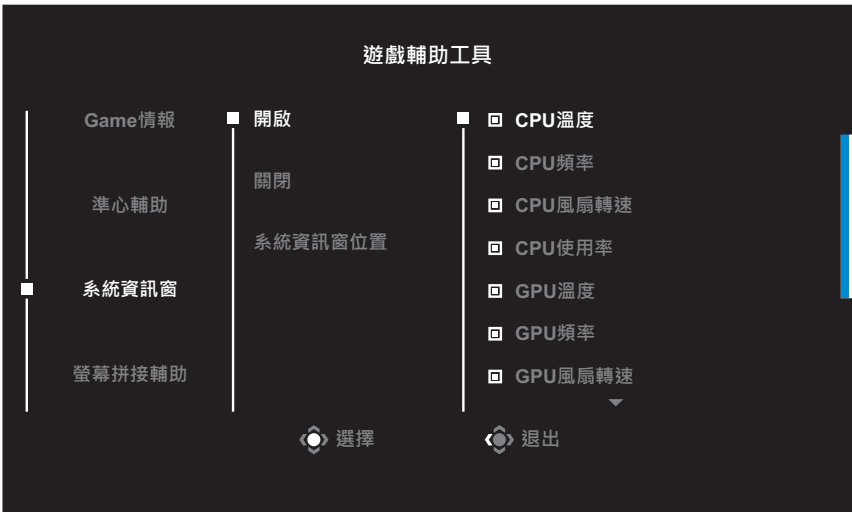 遊戲輔助工具
Game情報
準心輔助
系統資訊窗
螢幕拼接輔助
開啟
關閉
系統資訊窗位置
CPU溫度
CPU頻率
CPU風扇轉速
CPU使用率
GPU溫度
GPU頻率
GPU風扇轉速
選擇
退出